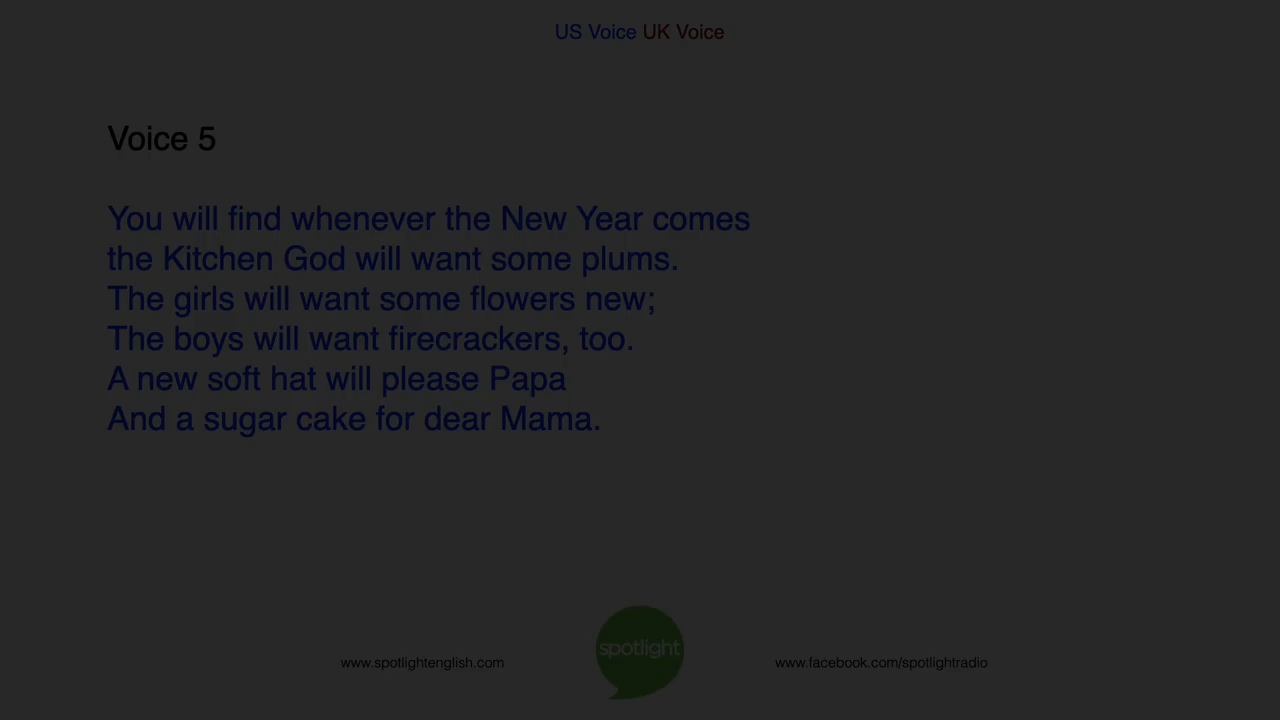 US Voice UK Voice
Voice 5
You will find whenever the New Year comes
the Kitchen God will want some plums.
The girls will want some flowers new;
The boys will want firecrackers, too.
A new soft hat will please Papa
And a sugar cake for dear Mama.
spotlight
www.spotlightenglish.com
www.facebook.com/spotlightradio